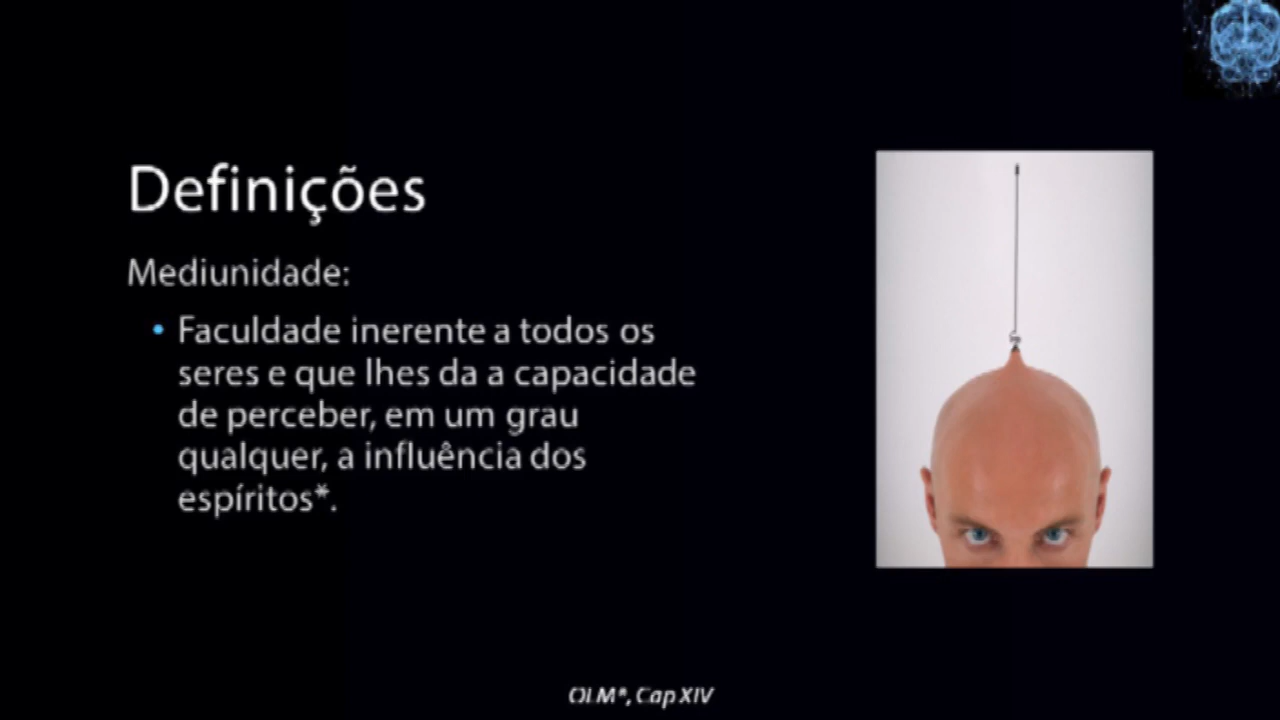 Definições
Mediunidade:
• Faculdade inerente a todos os
seres e que lhes da a capacidade
de perceber, em um grau
qualquer, a influência dos
espíritos*.
OLM*, Cap XIV